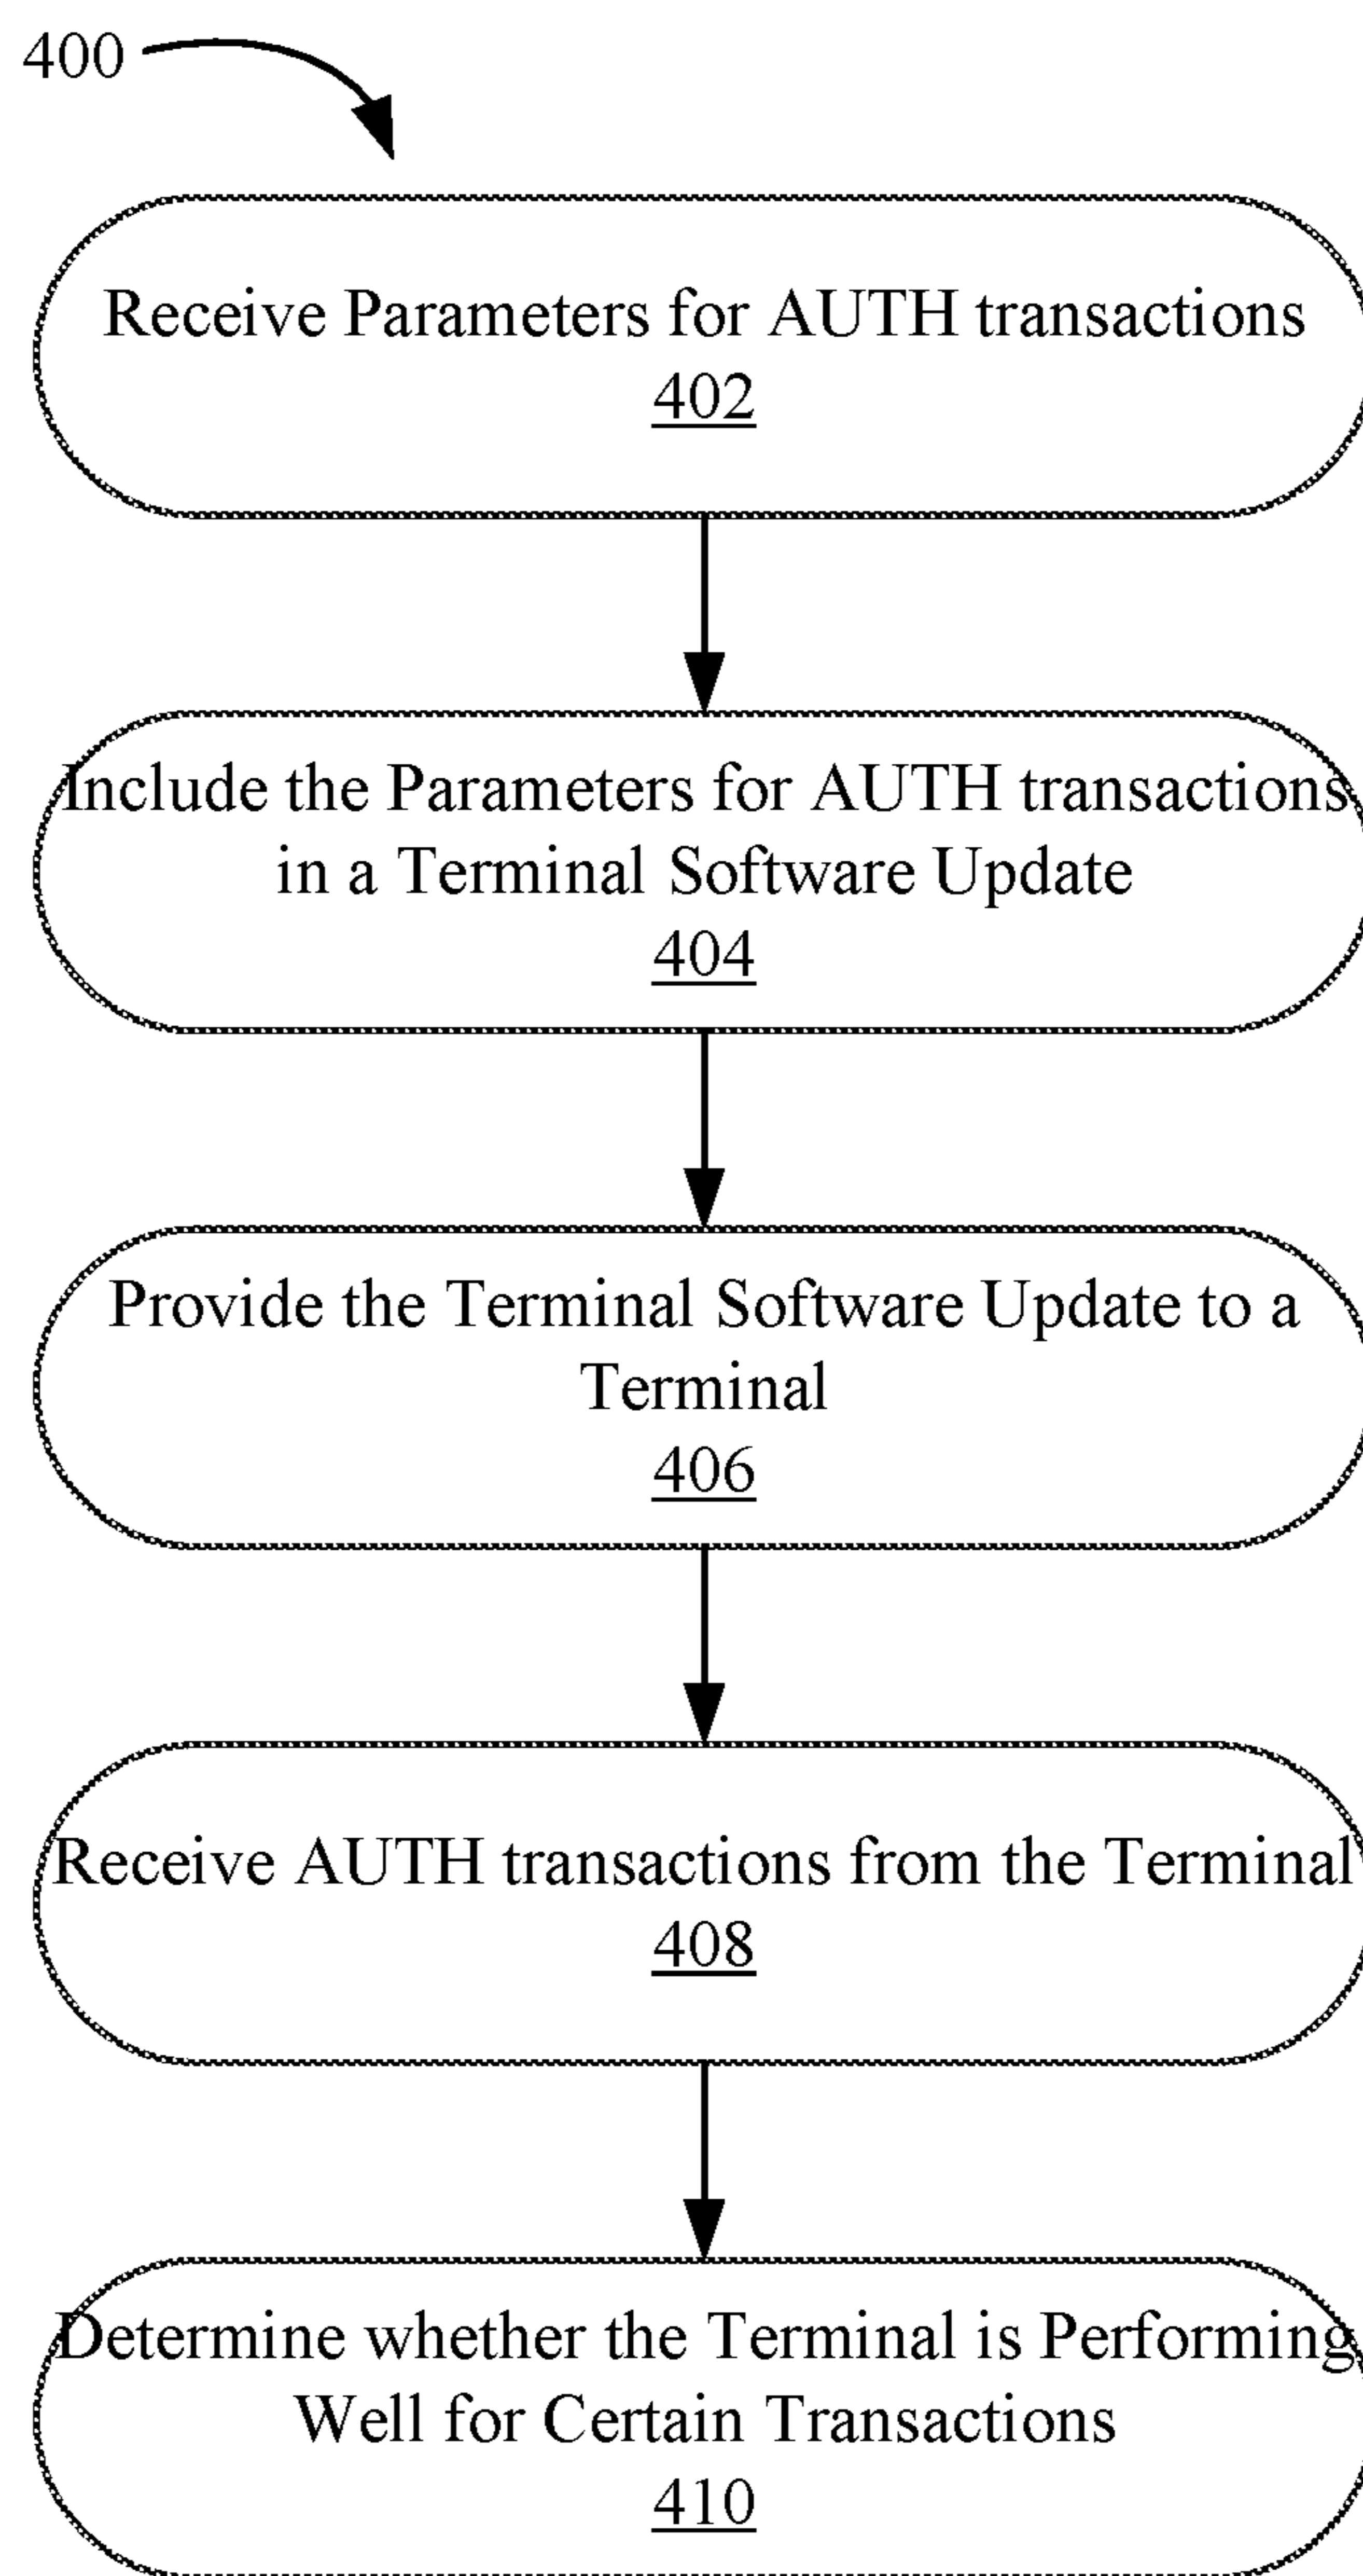 400
Receive Parameters for AUTH transactions
402
Include the Parameters for AUTH transactions
in a Terminal Software Update
404
Provide the Terminal Software Update to a
Terminal
406
Receive AUTH transactions from the Terminal
408
Determine whether the Terminal is Performing
Well for Certain Transactions
410